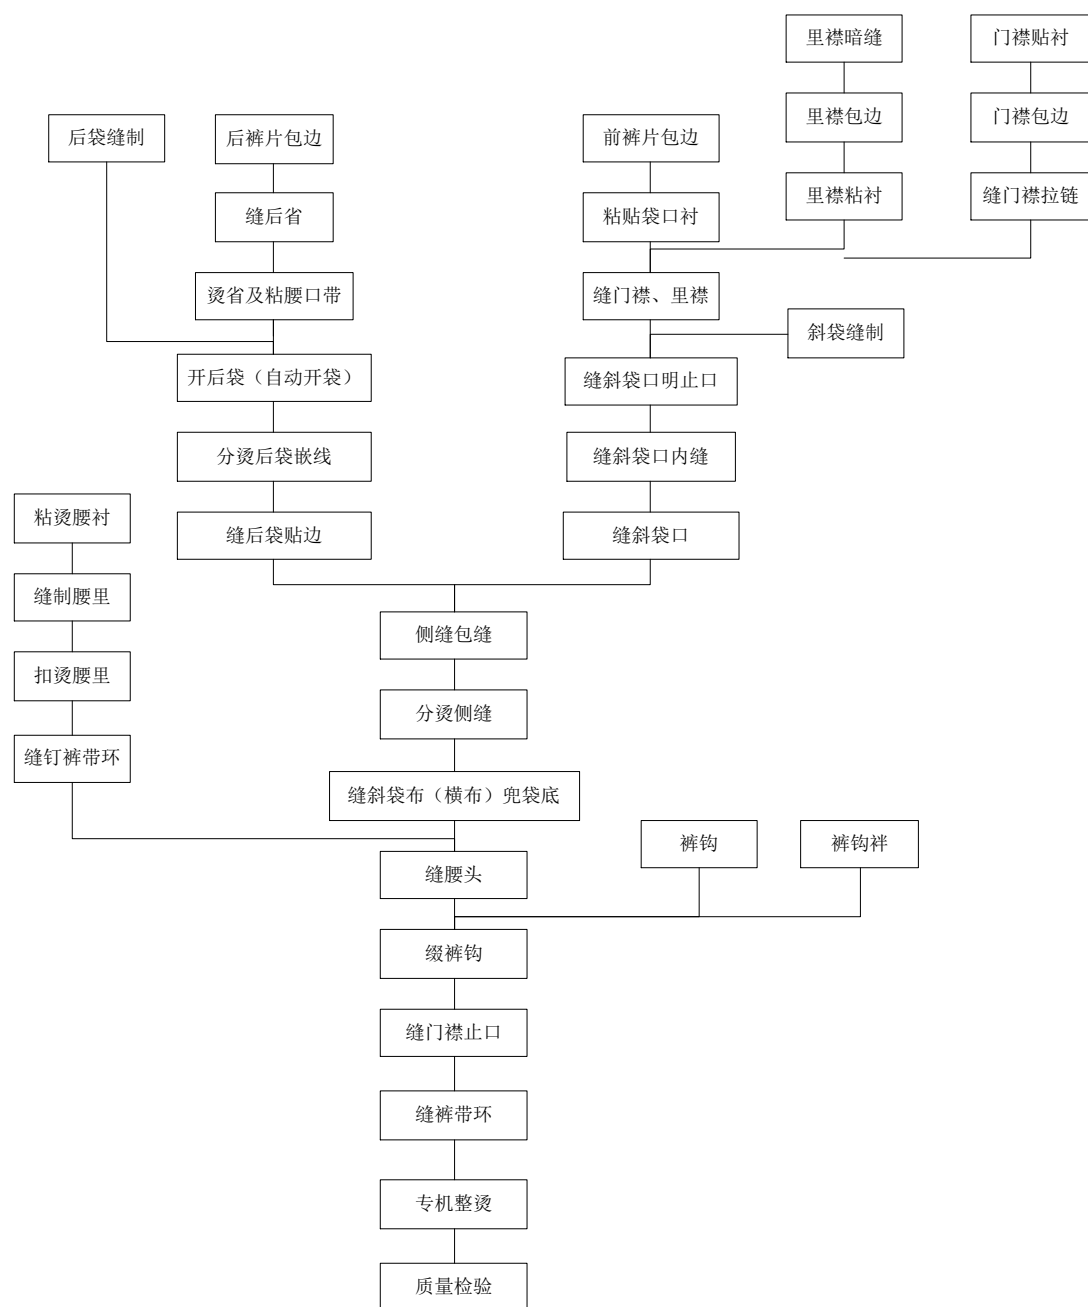 里襟暗缝
门襟贴衬
里襟包边
门襟包边
后袋缝制
后裤片包边
前裤片包边
里襟粘衬
缝门襟拉链
缝后省
粘贴袋口衬
烫省及粘腰口带
缝门襟、里襟
斜袋缝制
开后袋（自动开袋）
缝斜袋口明止口
分烫后袋嵌线
缝斜袋口内缝
粘烫腰衬
缝后袋贴边
缝斜袋口
缝制腰里
侧缝包缝
扣烫腰里
分烫侧缝
缝钉裤带环
缝斜袋布（横布）兜袋底
裤钩
裤钩袢
缝腰头
缀裤钩
缝门襟止口
缝裤带环
专机整烫
质量检验